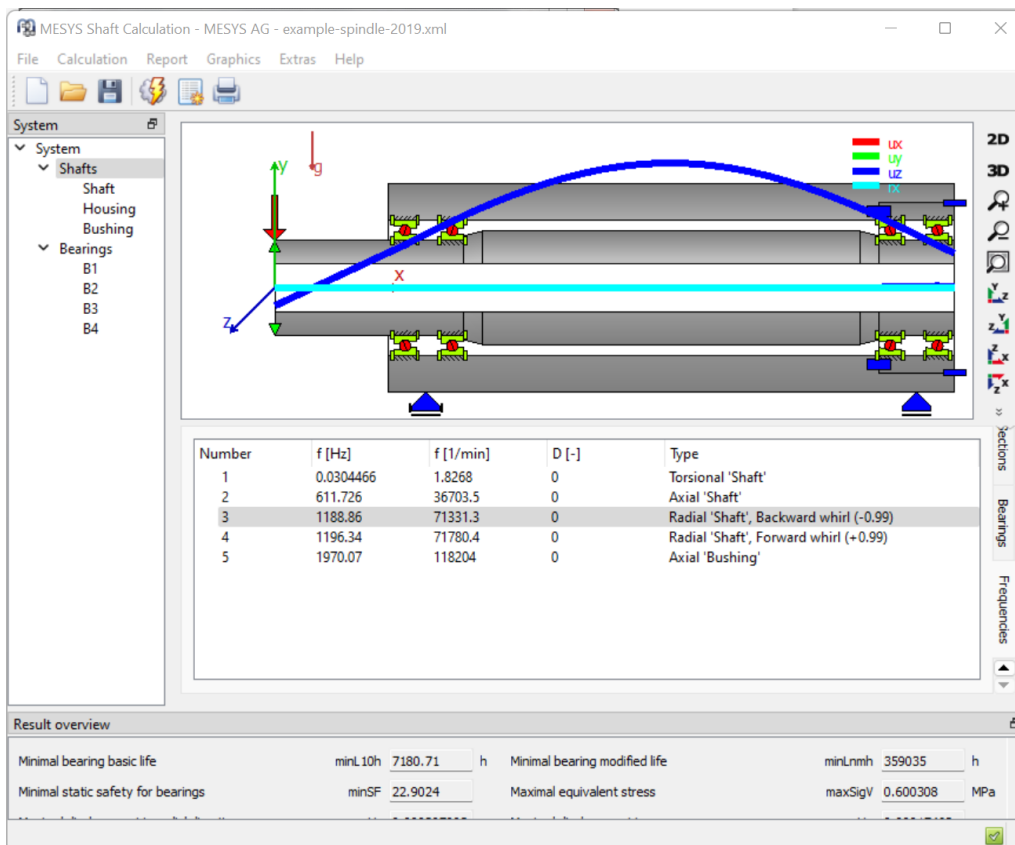 MESYS Shaft Calculation - MESYS AG - example-spindle-2019.xml
File Calculation Report Graphics Extras Help
System
System
Shafts
Shaft
Housing
Bushing
Bearings
B1
B2
B3
B4
y
g
x
z
ux
uy
uz
rx
2D
3D
Number f [Hz] f [1/min] D [-] Type
1 0.0304466 1.8268 0 Torsional 'Shaft'
2 611.726 36703.5 0 Axial 'Shaft'
3 1188.86 71331.3 0 Radial 'Shaft', Backward whirl (-0.99)
4 1196.34 71780.4 0 Radial 'Shaft', Forward whirl (+0.99)
5 1970.07 118204 0 Axial 'Bushing'
Sections
Bearings
Frequencies
Result overview
Minimal bearing basic life minL10h 7180.71 h Minimal bearing modified life minLnmh 359035 h
Minimal static safety for bearings minSF 22.9024 Maximal equivalent stress maxSigV 0.600308 MPa